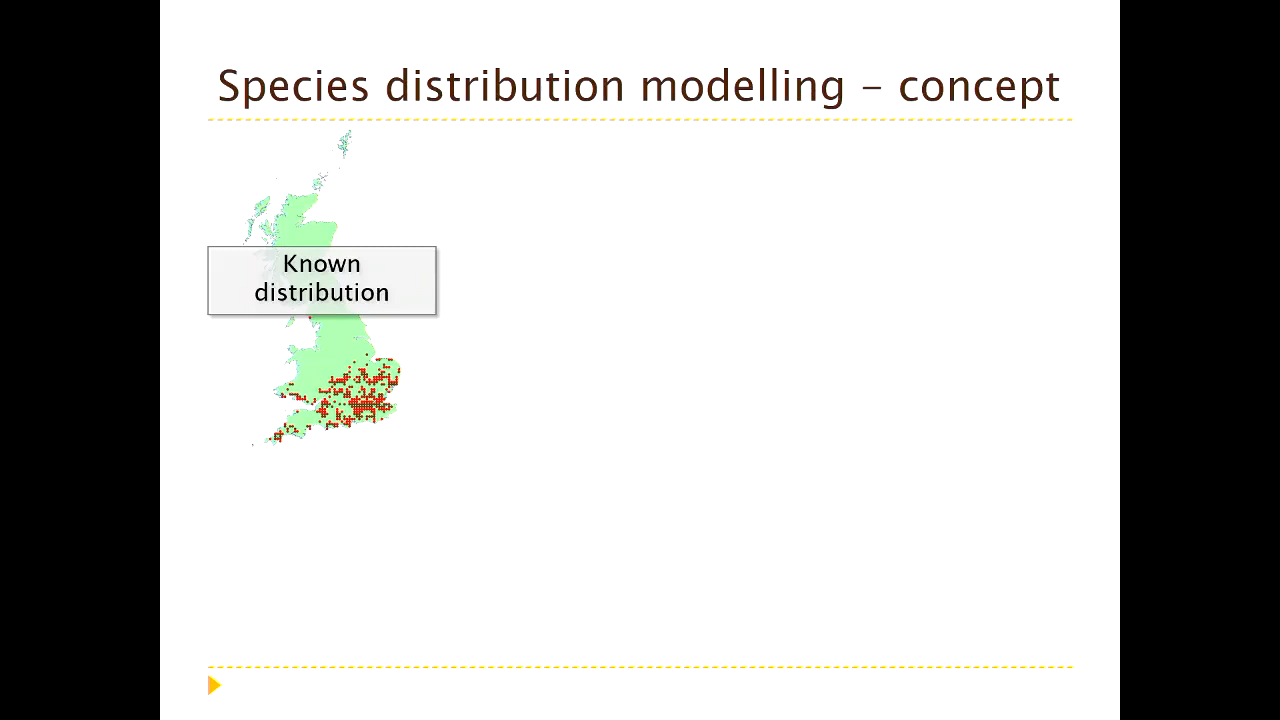 Species distribution modelling – concept
Known
distribution